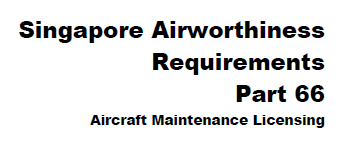 Singapore Airworthiness
Requirements
Part 66
Aircraft Maintenance Licensing